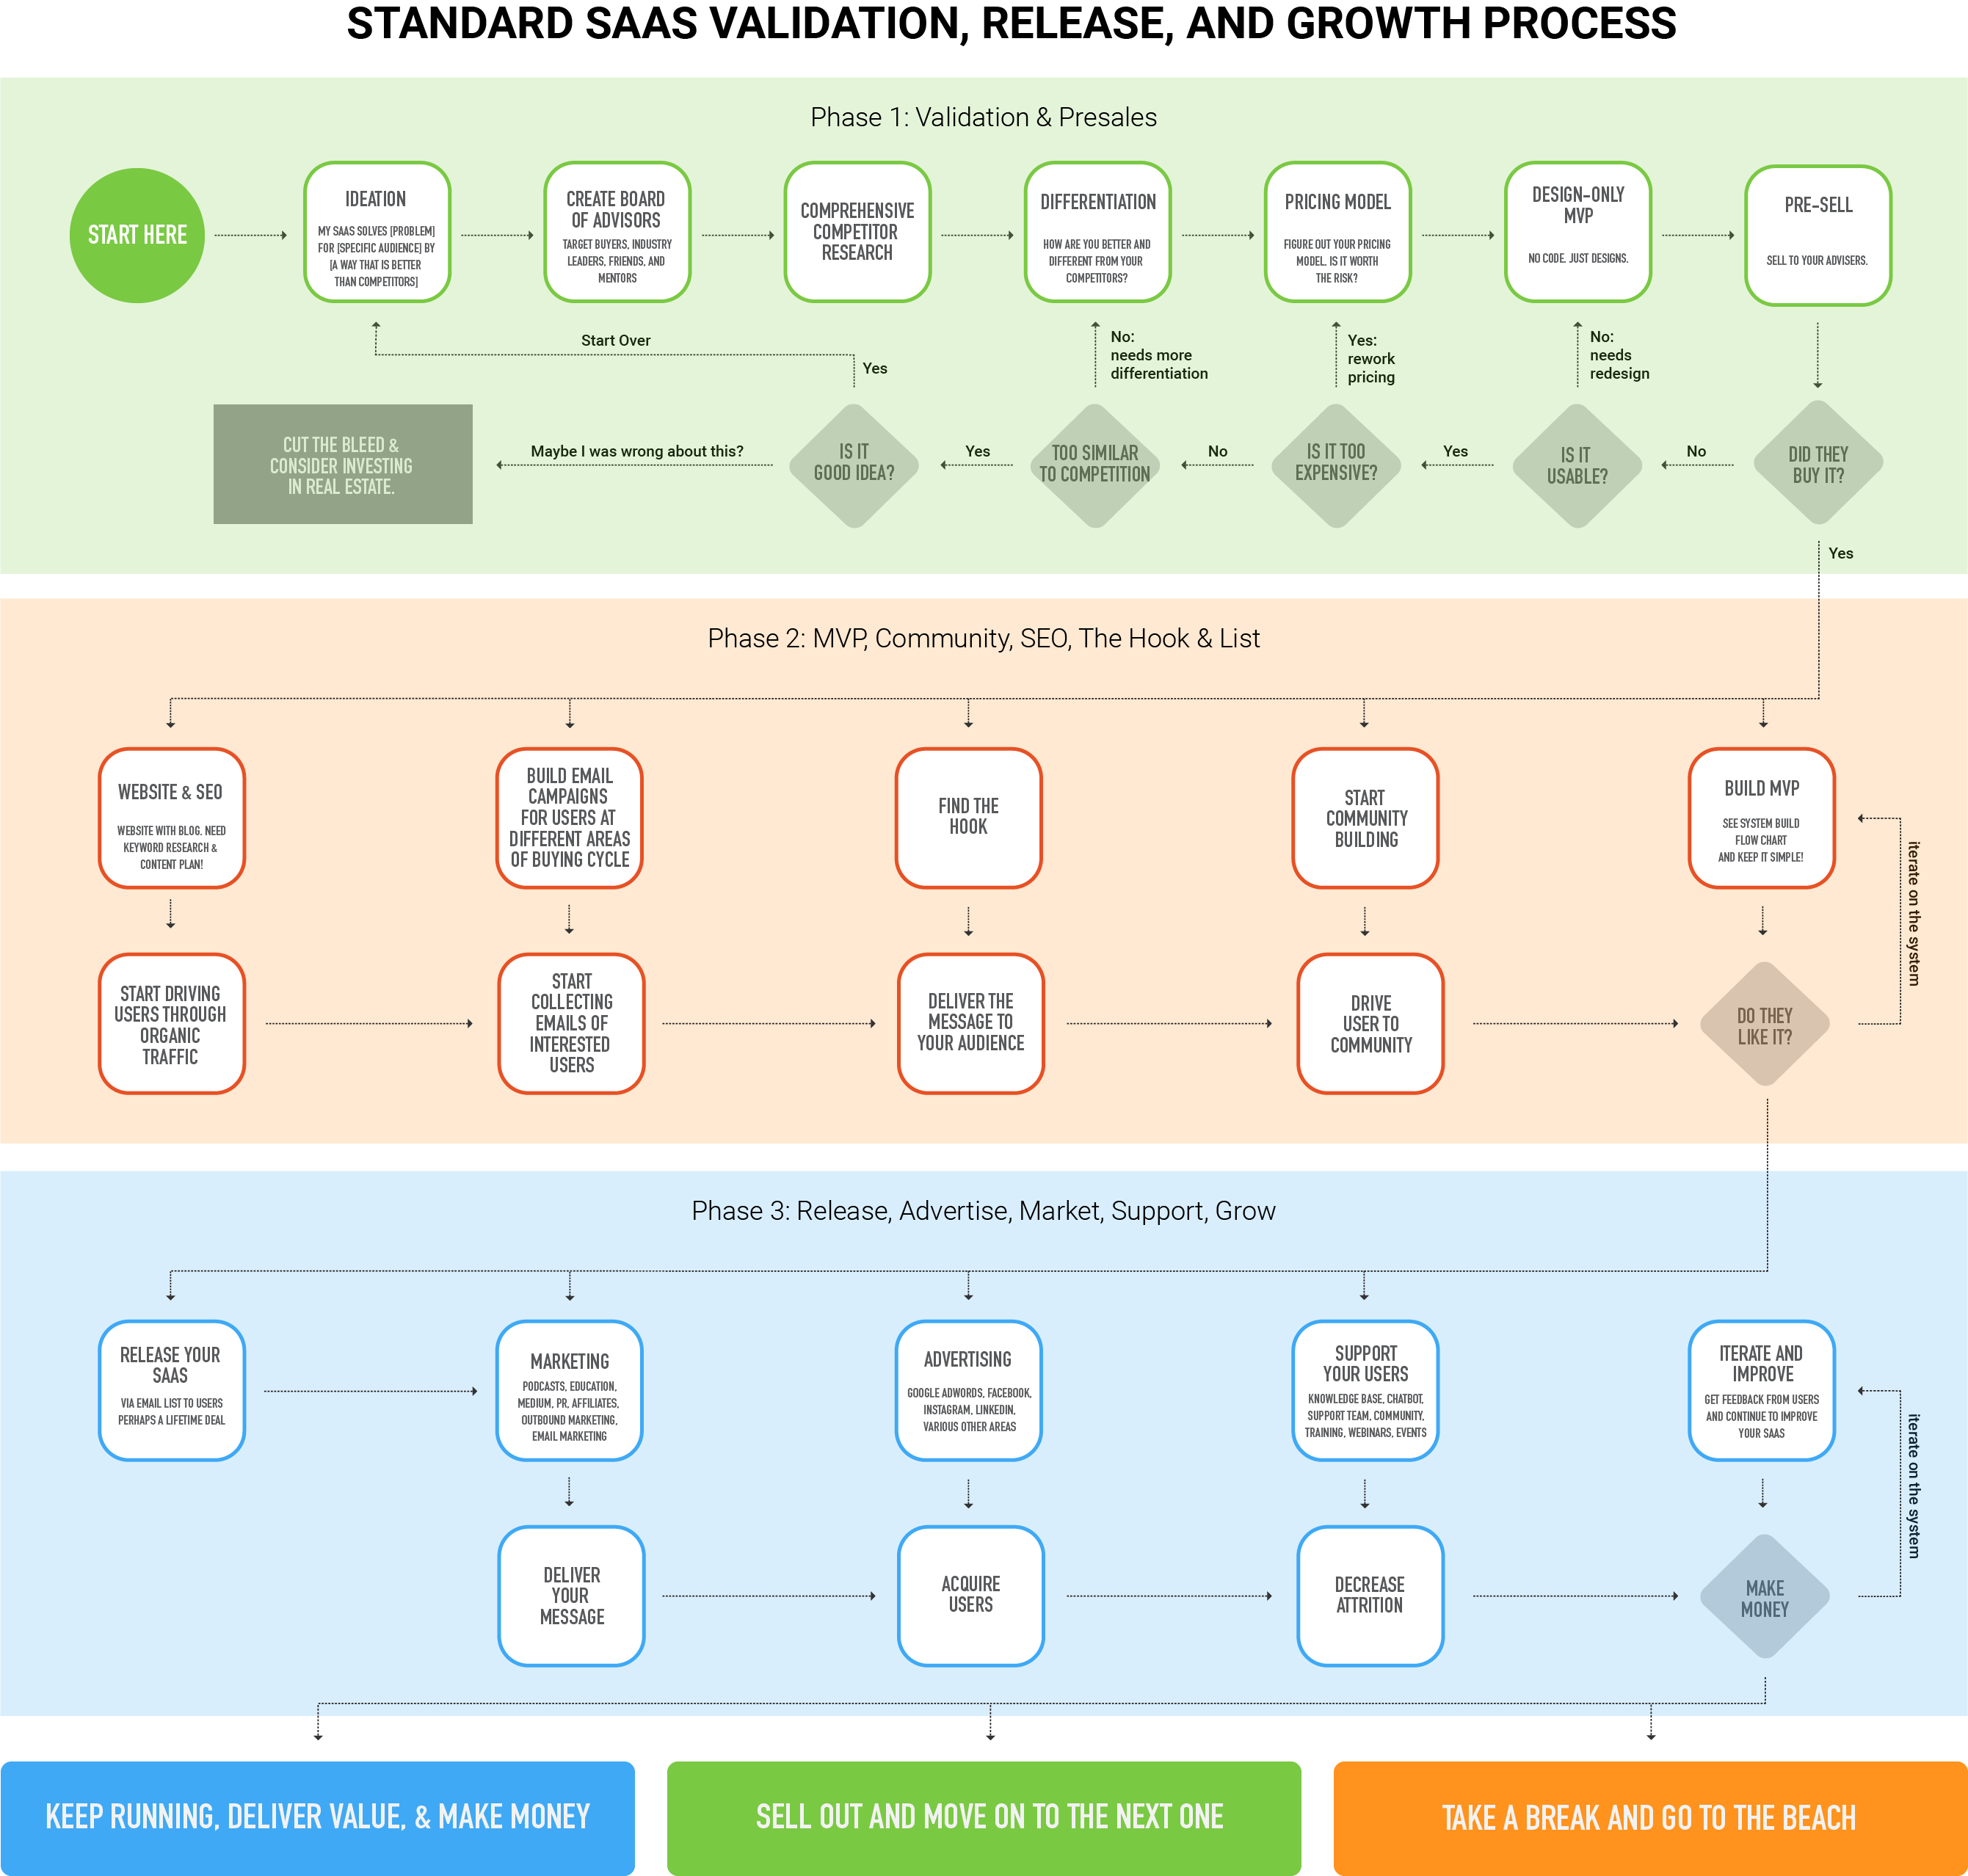 STANDARD SAAS VALIDATION, RELEASE, AND GROWTH PROCESS
Phase 1: Validation & Presales
START HERE
IDEATION
MY SAAS SOLVES [PROBLEM]
FOR [SPECIFIC AUDIENCE] BY
[A WAY THAT IS BETTER
THAN COMPETITORS]
CREATE BOARD
OF ADVISORS
TARGET BUYERS, INDUSTRY
LEADERS, FRIENDS, AND
MENTORS
COMPREHENSIVE
COMPETITOR
RESEARCH
DIFFERENTIATION
HOW ARE YOU BETTER AND
DIFFERENT FROM YOUR
COMPETITORS?
PRICING MODEL
FIGURE OUT YOUR PRICING
MODEL. IS IT WORTH
THE RISK?
DESIGN-ONLY
MVP
NO CODE. JUST DESIGNS.
PRE-SELL
SELL TO YOUR ADVISERS.
Start Over
Yes
No:
needs more
differentiation
Yes:
rework
pricing
No:
needs
redesign
CUT THE BLEED &
CONSIDER INVESTING
IN REAL ESTATE.
Maybe I was wrong about this?
IS IT
GOOD IDEA?
Yes
TOO SIMILAR
TO COMPETITION
No
IS IT TOO
EXPENSIVE?
Yes
IS IT
USABLE?
No
DID THEY
BUY IT?
Yes
Phase 2: MVP, Community, SEO, The Hook & List
WEBSITE & SEO
WEBSITE WITH BLOG. NEED
KEYWORD RESEARCH &
CONTENT PLAN!
BUILD EMAIL
CAMPAIGNS
FOR USERS AT
DIFFERENT AREAS
OF BUYING CYCLE
FIND THE
HOOK
START
COMMUNITY
BUILDING
BUILD MVP
SEE SYSTEM BUILD
FLOW CHART
AND KEEP IT SIMPLE!
iterate on the system
START DRIVING
USERS THROUGH
ORGANIC
TRAFFIC
START
COLLECTING
EMAILS OF
INTERESTED
USERS
DELIVER THE
MESSAGE TO
YOUR AUDIENCE
DRIVE
USER TO
COMMUNITY
DO THEY
LIKE IT?
Phase 3: Release, Advertise, Market, Support, Grow
RELEASE YOUR
SAAS
VIA EMAIL LIST TO USERS
PERHAPS A LIFETIME DEAL
MARKETING
PODCASTS, EDUCATION,
MEDIUM, PR, AFFILIATES,
OUTBOUND MARKETING,
EMAIL MARKETING
ADVERTISING
GOOGLE ADWORDS, FACEBOOK,
INSTAGRAM, LINKEDIN,
VARIOUS OTHER AREAS
SUPPORT
YOUR USERS
KNOWLEDGE BASE, CHATBOT,
SUPPORT TEAM, COMMUNITY,
TRAINING, WEBINARS, EVENTS
ITERATE AND
IMPROVE
GET FEEDBACK FROM USERS
AND CONTINUE TO IMPROVE
YOUR SAAS
iterate on the system
DELIVER
YOUR
MESSAGE
ACQUIRE
USERS
DECREASE
ATTRITION
MAKE
MONEY
KEEP RUNNING, DELIVER VALUE, & MAKE MONEY
SELL OUT AND MOVE ON TO THE NEXT ONE
TAKE A BREAK AND GO TO THE BEACH